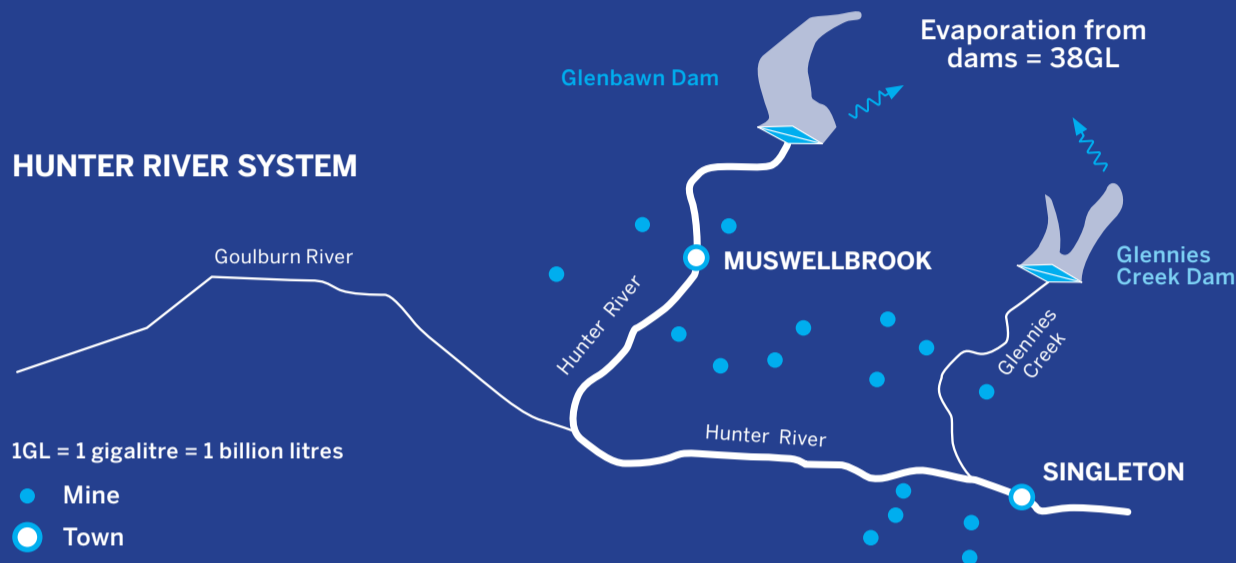 Evaporation from
dams = 38GL
Glenbawn Dam
HUNTER RIVER SYSTEM
Goulburn River
MUSWELLBROOK
Glennies
Creek Dam
Hunter River
Glennies
Creek
Hunter River
1GL = 1 gigalitre = 1 billion litres
SINGLETON
Mine
Town